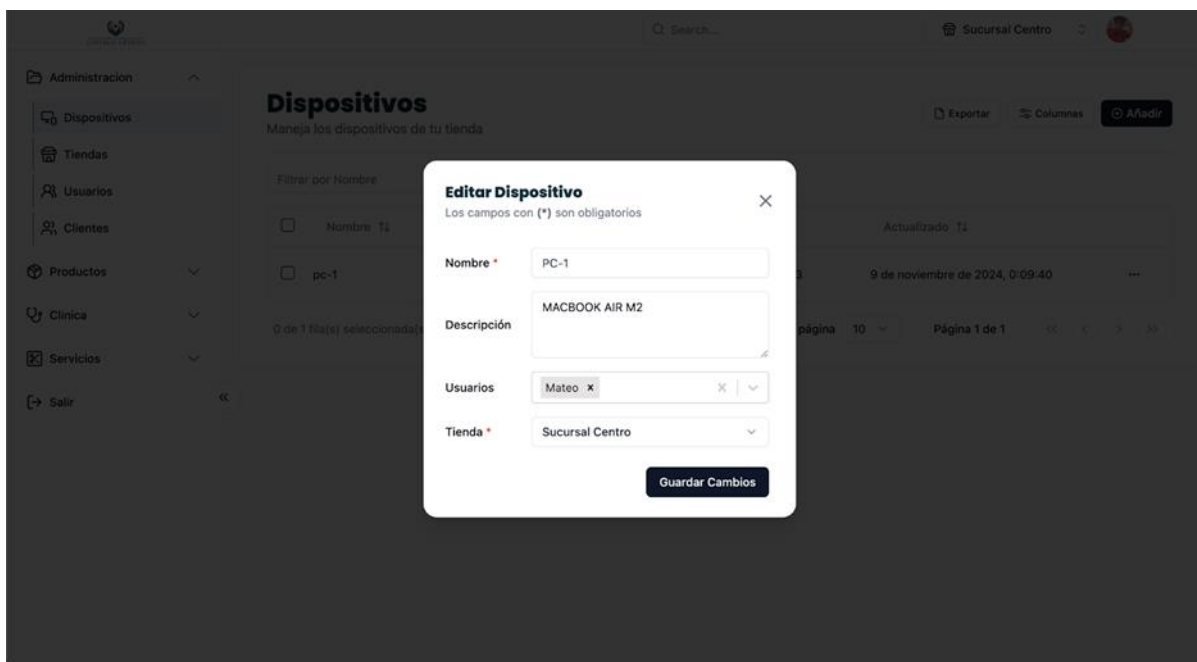 Search...
Sucursal Centro
Administracion
Dispositivos
Tiendas
Usuarios
Clientes
Productos
Clinica
Servicios
Salir
Dispositivos
Maneja los dispositivos de tu tienda
Exportar
Columnas
Añadir
Filtrar por Nombre
Nombre
Actualizado
pc-1
3
9 de noviembre de 2024, 0:09:40
0 de 1 fila(s) seleccionada(s
página
10
Página 1 de 1
Editar Dispositivo
Los campos con (*) son obligatorios
Nombre *
PC-1
Descripción
MACBOOK AIR M2
Usuarios
Mateo
Tienda *
Sucursal Centro
Guardar Cambios